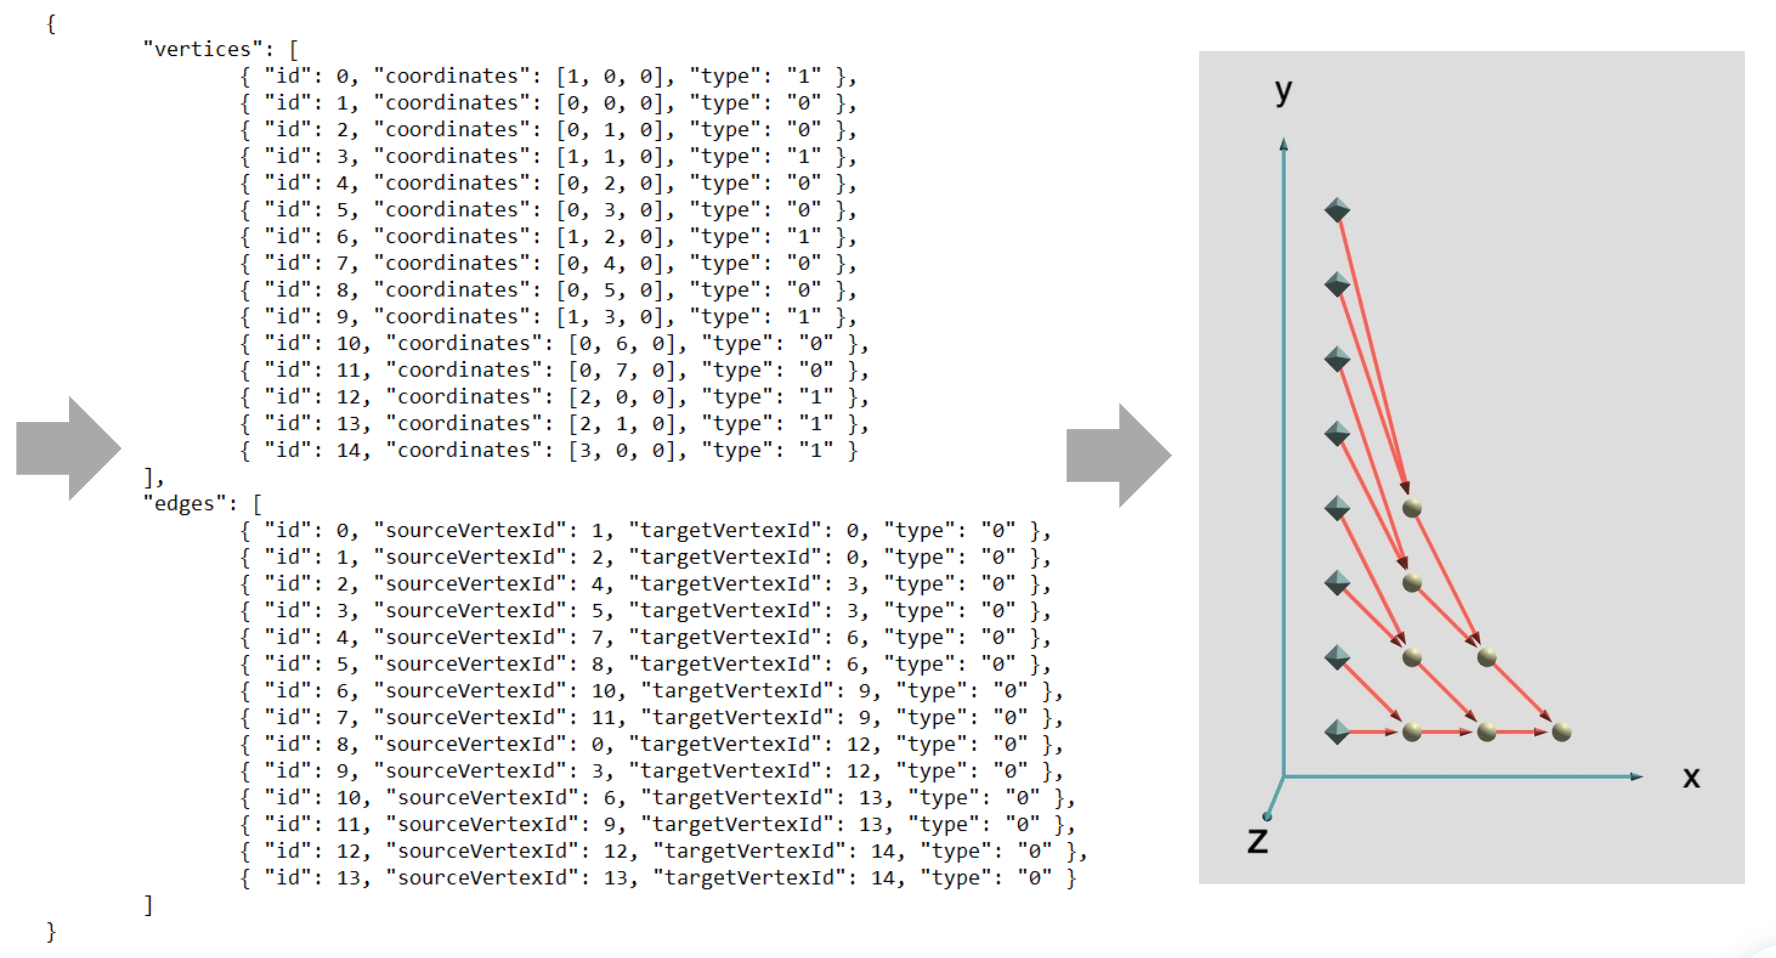 {
"vertices": [
{ "id": 0, "coordinates": [1, 0, 0], "type": "1" },
{ "id": 1, "coordinates": [0, 0, 0], "type": "0" },
{ "id": 2, "coordinates": [0, 1, 0], "type": "0" },
{ "id": 3, "coordinates": [1, 1, 0], "type": "1" },
{ "id": 4, "coordinates": [0, 2, 0], "type": "0" },
{ "id": 5, "coordinates": [0, 3, 0], "type": "0" },
{ "id": 6, "coordinates": [1, 2, 0], "type": "1" },
{ "id": 7, "coordinates": [0, 4, 0], "type": "0" },
{ "id": 8, "coordinates": [0, 5, 0], "type": "0" },
{ "id": 9, "coordinates": [1, 3, 0], "type": "1" },
{ "id": 10, "coordinates": [0, 6, 0], "type": "0" },
{ "id": 11, "coordinates": [0, 7, 0], "type": "0" },
{ "id": 12, "coordinates": [2, 0, 0], "type": "1" },
{ "id": 13, "coordinates": [2, 1, 0], "type": "1" },
{ "id": 14, "coordinates": [3, 0, 0], "type": "1" }
],
"edges": [
{ "id": 0, "sourceVertexId": 1, "targetVertexId": 0, "type": "0" },
{ "id": 1, "sourceVertexId": 2, "targetVertexId": 0, "type": "0" },
{ "id": 2, "sourceVertexId": 4, "targetVertexId": 3, "type": "0" },
{ "id": 3, "sourceVertexId": 5, "targetVertexId": 3, "type": "0" },
{ "id": 4, "sourceVertexId": 7, "targetVertexId": 6, "type": "0" },
{ "id": 5, "sourceVertexId": 8, "targetVertexId": 6, "type": "0" },
{ "id": 6, "sourceVertexId": 10, "targetVertexId": 9, "type": "0" },
{ "id": 7, "sourceVertexId": 11, "targetVertexId": 9, "type": "0" },
{ "id": 8, "sourceVertexId": 0, "targetVertexId": 12, "type": "0" },
{ "id": 9, "sourceVertexId": 3, "targetVertexId": 12, "type": "0" },
{ "id": 10, "sourceVertexId": 6, "targetVertexId": 13, "type": "0" },
{ "id": 11, "sourceVertexId": 9, "targetVertexId": 13, "type": "0" },
{ "id": 12, "sourceVertexId": 12, "targetVertexId": 14, "type": "0" },
{ "id": 13, "sourceVertexId": 13, "targetVertexId": 14, "type": "0" }
]
}
y
x
z